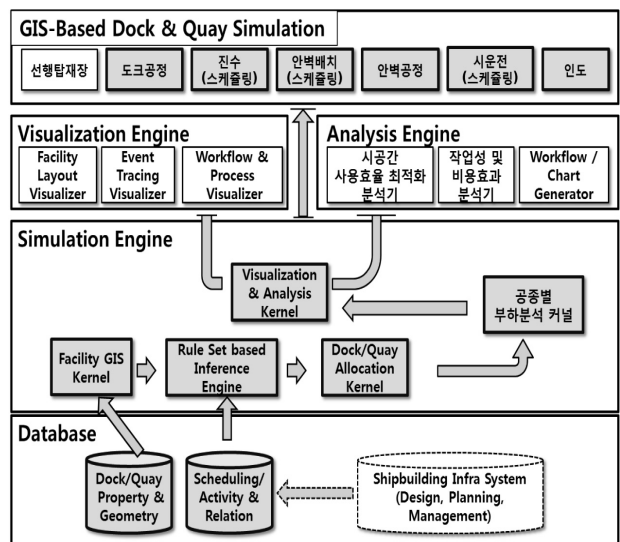 GIS-Based Dock & Quay Simulation
선행탑재장
도크공정
진수
(스케쥴링)
안벽배치
(스케쥴링)
안벽공정
시운전
(스케쥴링)
인도
Visualization Engine
Facility
Layout
Visualizer
Event
Tracing
Visualizer
Workflow &
Process
Visualizer
Analysis Engine
시공간
사용효율 최적화
분석기
작업성 및
비용효과
분석기
Workflow /
Chart
Generator
Simulation Engine
Visualization
& Analysis
Kernel
공종별
부하분석 커널
Facility GIS
Kernel
Rule Set based
Inference
Engine
Dock/Quay
Allocation
Kernel
Database
Dock/Quay
Property &
Geometry
Scheduling/
Activity &
Relation
Shipbuilding Infra System
(Design, Planning,
Management)